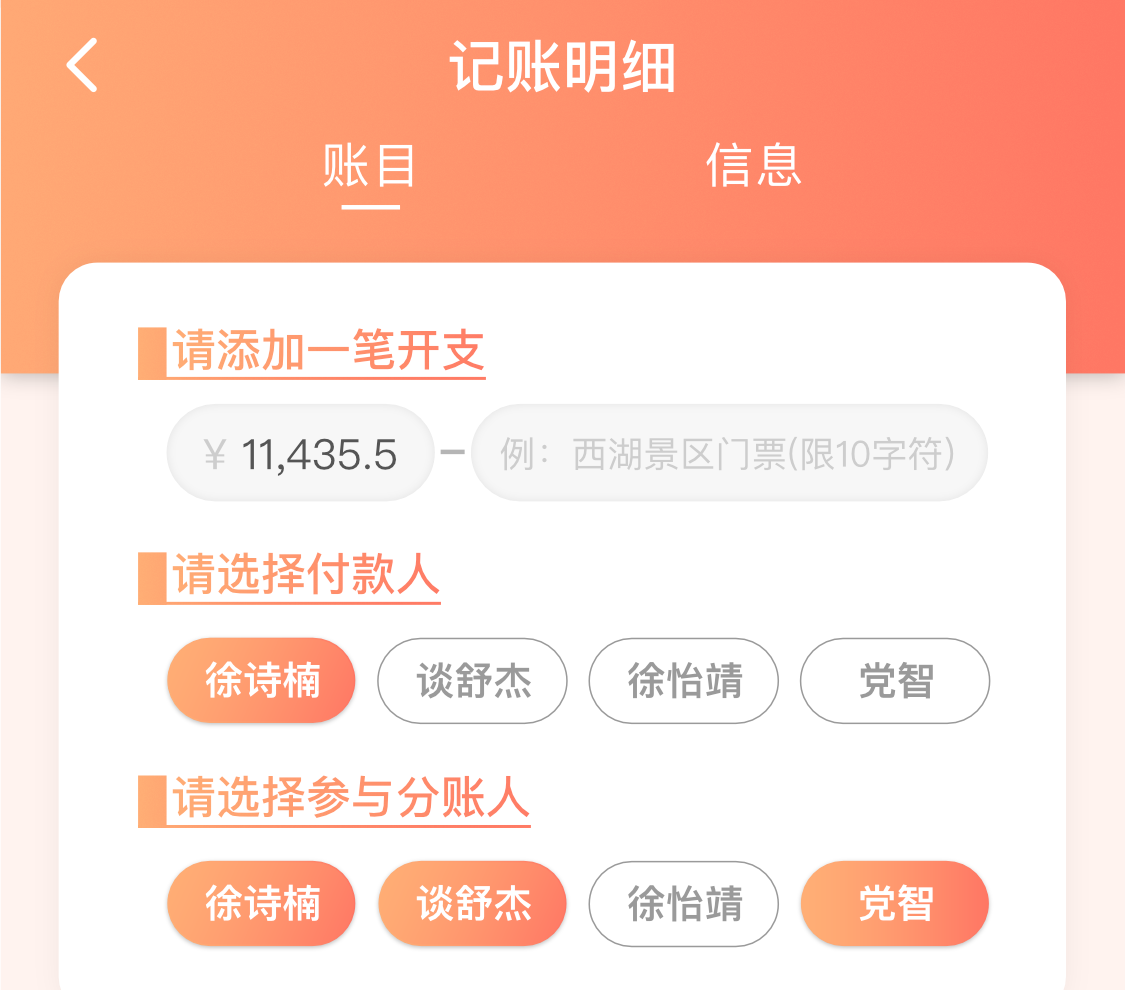 记账明细
账目 信息
请添加一笔开支
¥ 11,435.5 – 例：西湖景区门票(限10字符)
请选择付款人
徐诗楠 谈舒杰 徐怡靖 党智
请选择参与分账人
徐诗楠 谈舒杰 徐怡靖 党智